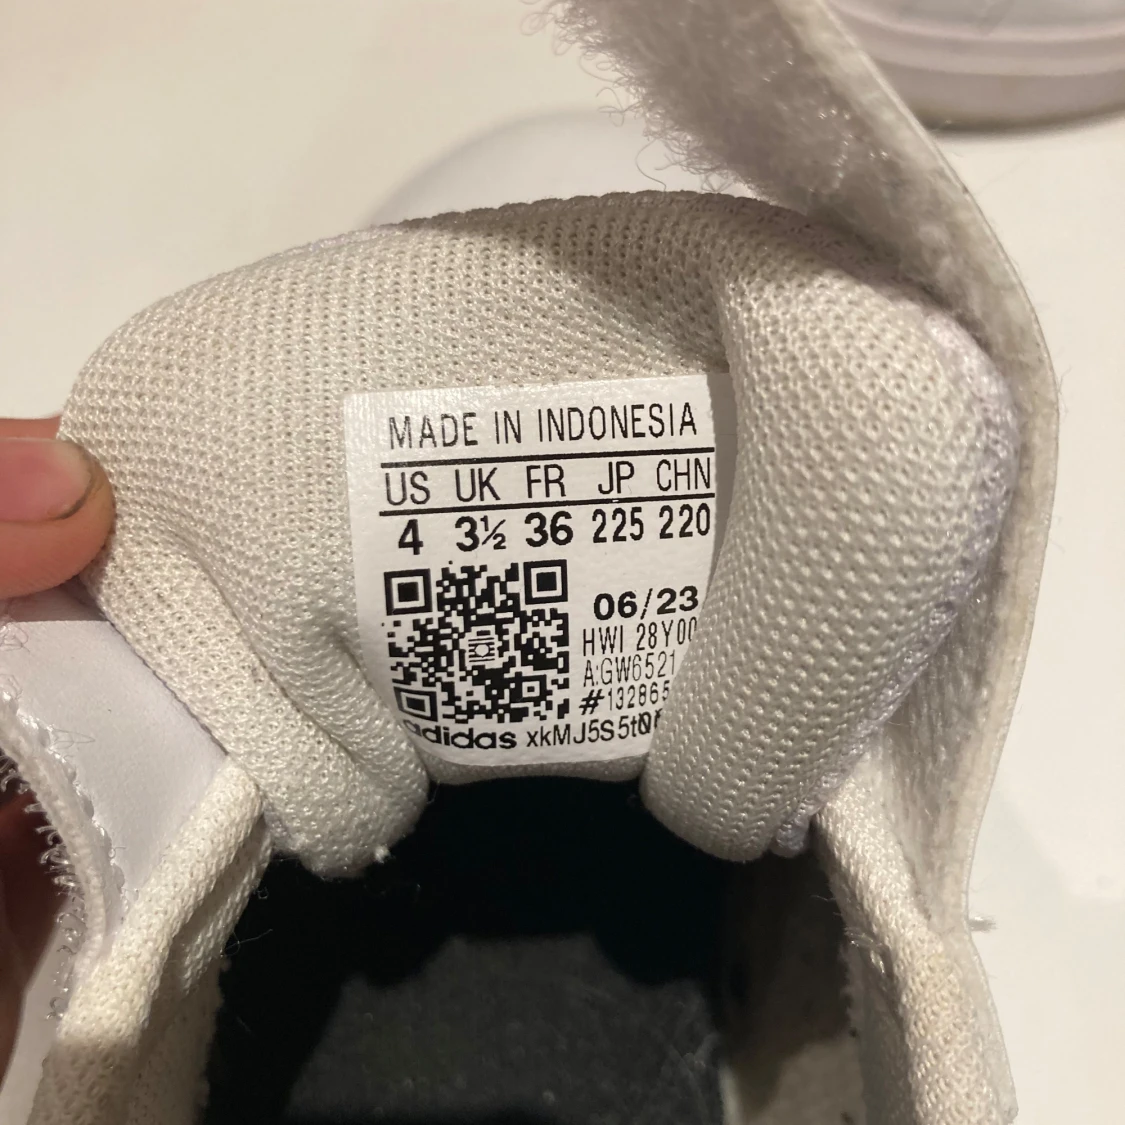 MADE IN INDONESIA
US UK FR JP CHN
4 3½ 36 225 220
06/23
HWI 28Y00
A:GW6521
#132865
adidas